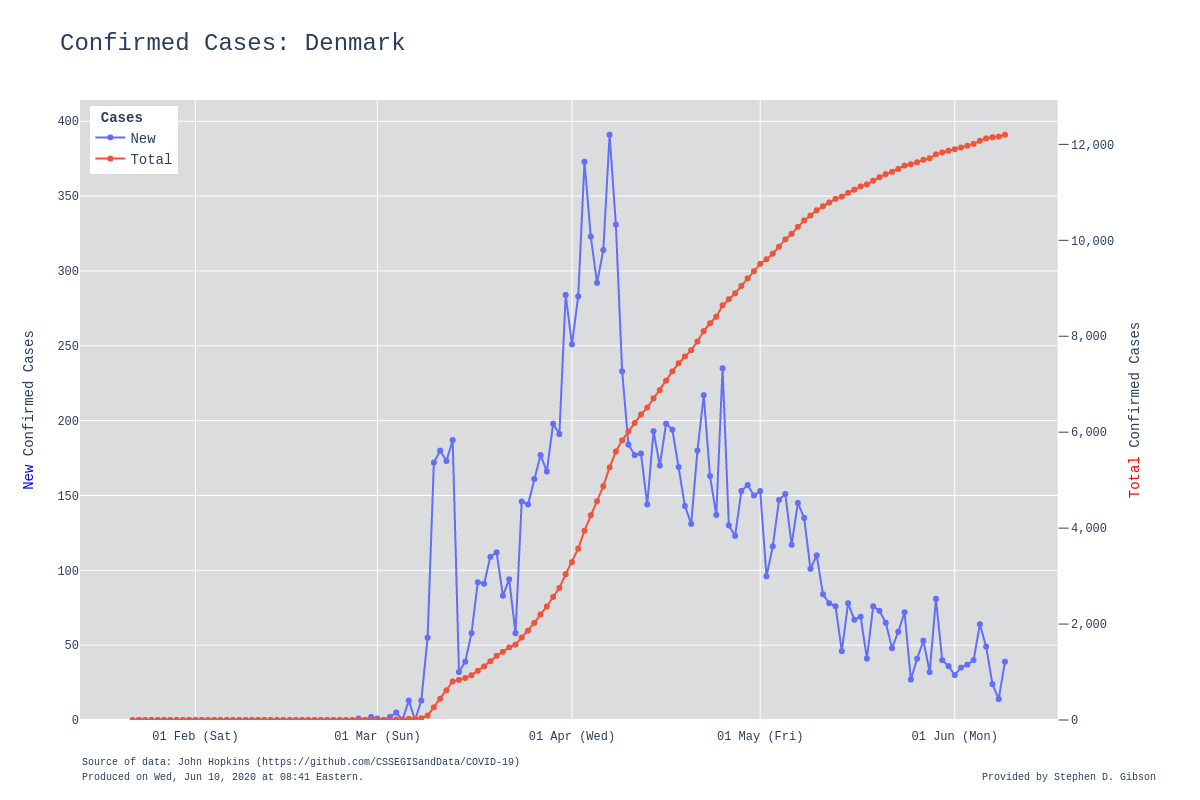 Confirmed Cases: Denmark
Cases
New
Total
400
350
300
250
200
150
100
50
0
12,000
10,000
8,000
6,000
4,000
2,000
0
New Confirmed Cases
Total Confirmed Cases
01 Feb (Sat)
01 Mar (Sun)
01 Apr (Wed)
01 May (Fri)
01 Jun (Mon)
Source of data: John Hopkins (https://github.com/CSSEGISandData/COVID-19)
Produced on Wed, Jun 10, 2020 at 08:41 Eastern.
Provided by Stephen D. Gibson